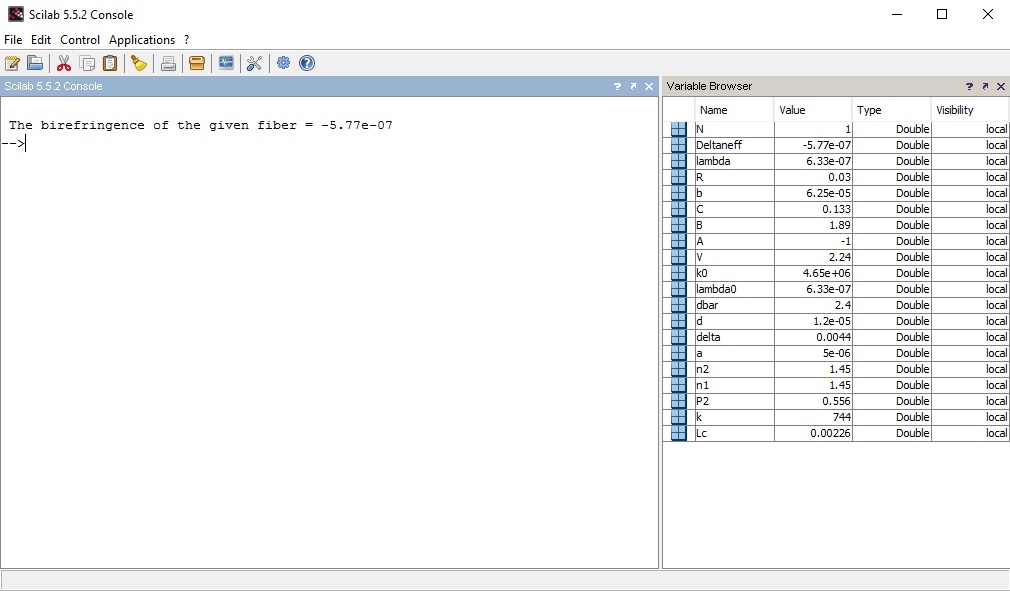 Scilab 5.5.2 Console
File Edit Control Applications ?
Scilab 5.5.2 Console
The birefringence of the given fiber = -5.77e-07
-->
Variable Browser
Name Value Type Visibility
N 1 Double local
Deltaneff -5.77e-07 Double local
lambda 6.33e-07 Double local
R 0.03 Double local
b 6.25e-05 Double local
C 0.133 Double local
B 1.89 Double local
A -1 Double local
V 2.24 Double local
k0 4.65e+06 Double local
lambda0 6.33e-07 Double local
dbar 2.4 Double local
d 1.2e-05 Double local
delta 0.0044 Double local
a 5e-06 Double local
n2 1.45 Double local
n1 1.45 Double local
P2 0.556 Double local
k 744 Double local
Lc 0.00226 Double local